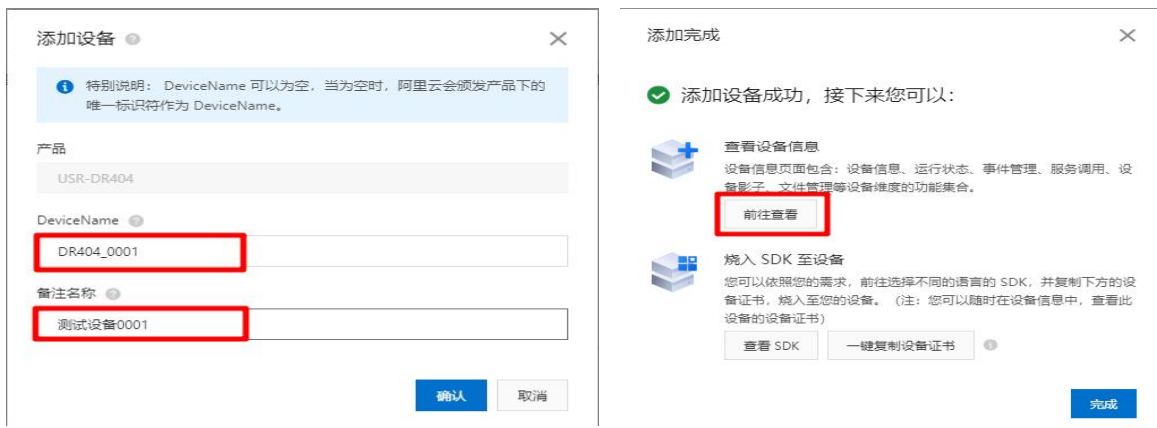 添加设备
特别说明： DeviceName 可以为空，当为空时，阿里云会颁发产品下的
唯一标识符作为 DeviceName。
产品
USR-DR404
DeviceName
DR404_0001
备注名称
测试设备0001
确认
取消
添加完成
添加设备成功，接下来您可以：
查看设备信息
设备信息页面包含：设备信息、运行状态、事件管理、服务调用、设
备影子、文件管理等设备维度的功能集合。
前往查看
烧入 SDK 至设备
您可以依照您的需求，前往选择不同的语言的 SDK，并复制下方的设
备证书，烧入至您的设备。（注：您可以随时在设备信息中，查看此
设备的设备证书）
查看 SDK
一键复制设备证书
完成